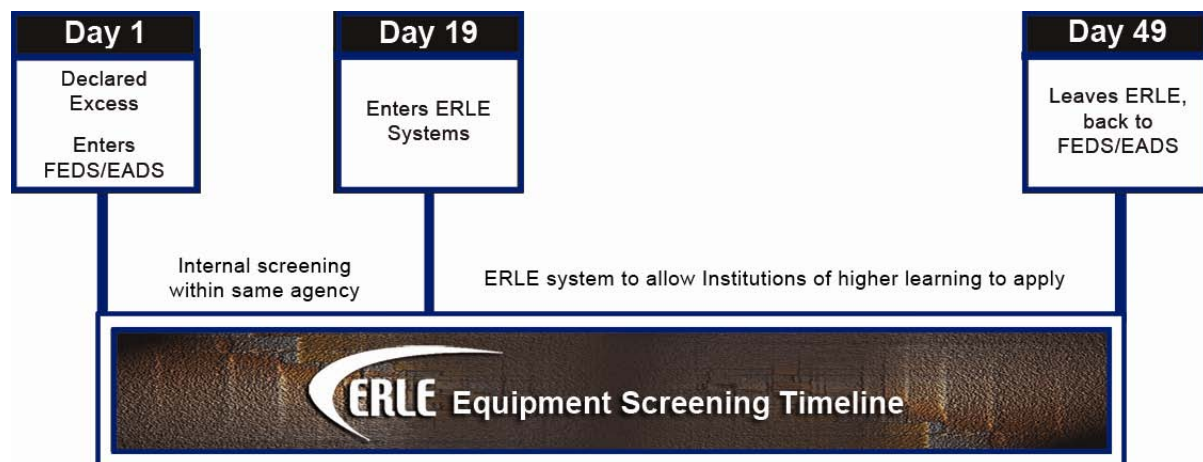 Day 1
Declared
Excess
Enters
FEDS/EADS
Day 19
Enters ERLE
Systems
Day 49
Leaves ERLE,
back to
FEDS/EADS
Internal screening
within same agency
ERLE system to allow Institutions of higher learning to apply
ERLE Equipment Screening Timeline